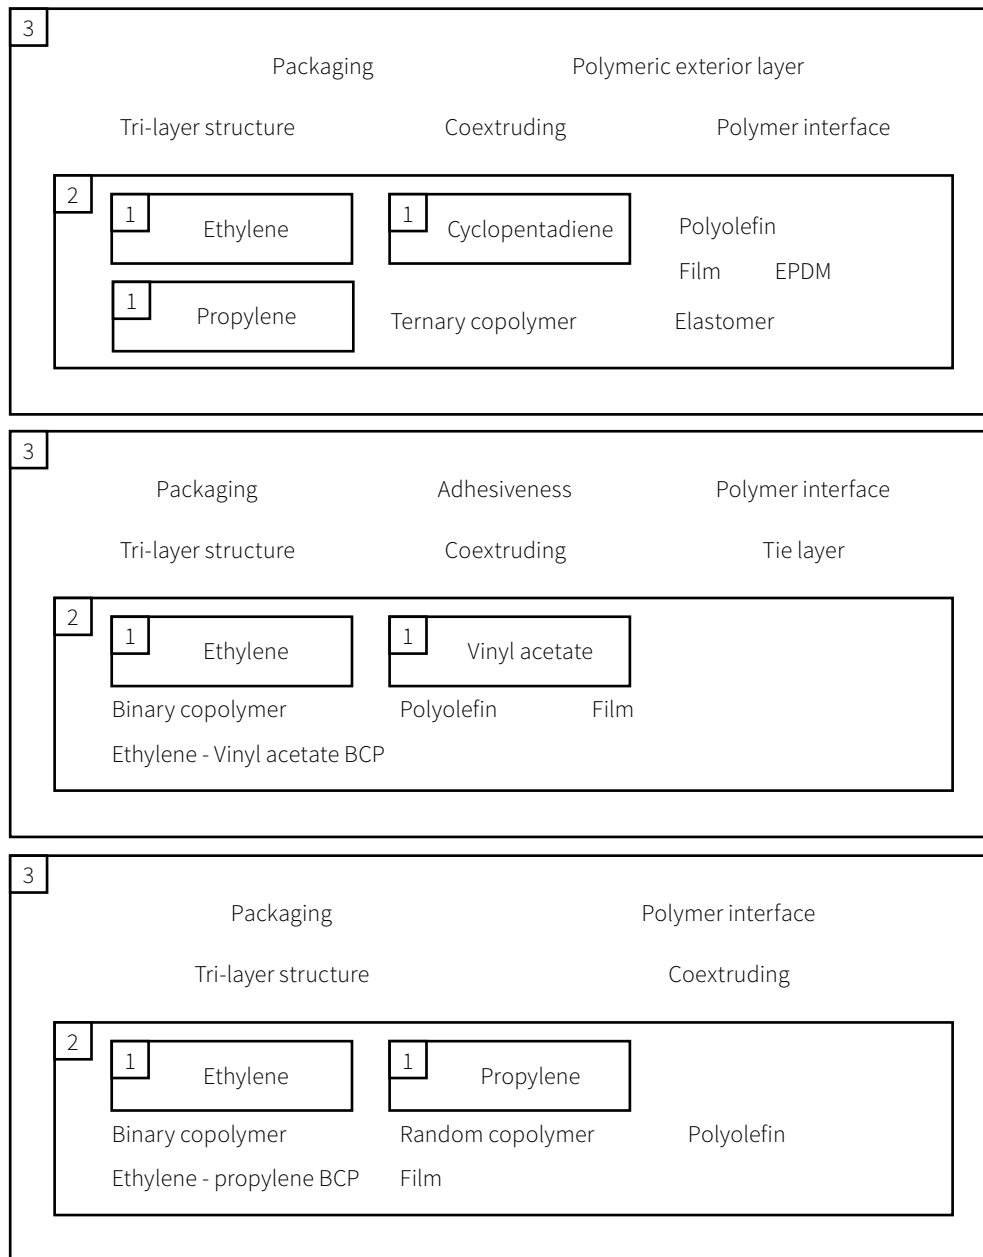 3
Packaging Polymeric exterior layer
Tri-layer structure Coextruding Polymer interface
2
1 Ethylene 1 Cyclopentadiene Polyolefin
Film EPDM
1 Propylene Ternary copolymer Elastomer
3
Packaging Adhesiveness Polymer interface
Tri-layer structure Coextruding Tie layer
2
1 Ethylene 1 Vinyl acetate
Binary copolymer Polyolefin Film
Ethylene - Vinyl acetate BCP
3
Packaging Polymer interface
Tri-layer structure Coextruding
2
1 Ethylene 1 Propylene
Binary copolymer Random copolymer Polyolefin
Ethylene - propylene BCP Film